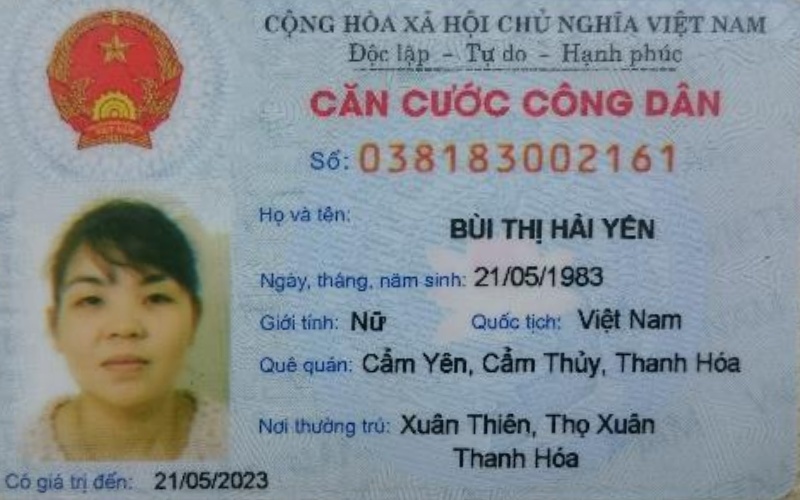 CỘNG HÒA XÃ HỘI CHỦ NGHĨA VIỆT NAM
Độc lập – Tự do – Hạnh phúc
CĂN CƯỚC CÔNG DÂN
Số: 038183002161
Họ và tên: BÙI THỊ HẢI YÊN
Ngày, tháng, năm sinh: 21/05/1983
Giới tính: Nữ Quốc tịch: Việt Nam
Quê quán: Cẩm Yên, Cẩm Thủy, Thanh Hóa
Nơi thường trú: Xuân Thiên, Thọ Xuân
Thanh Hóa
Có giá trị đến: 21/05/2023